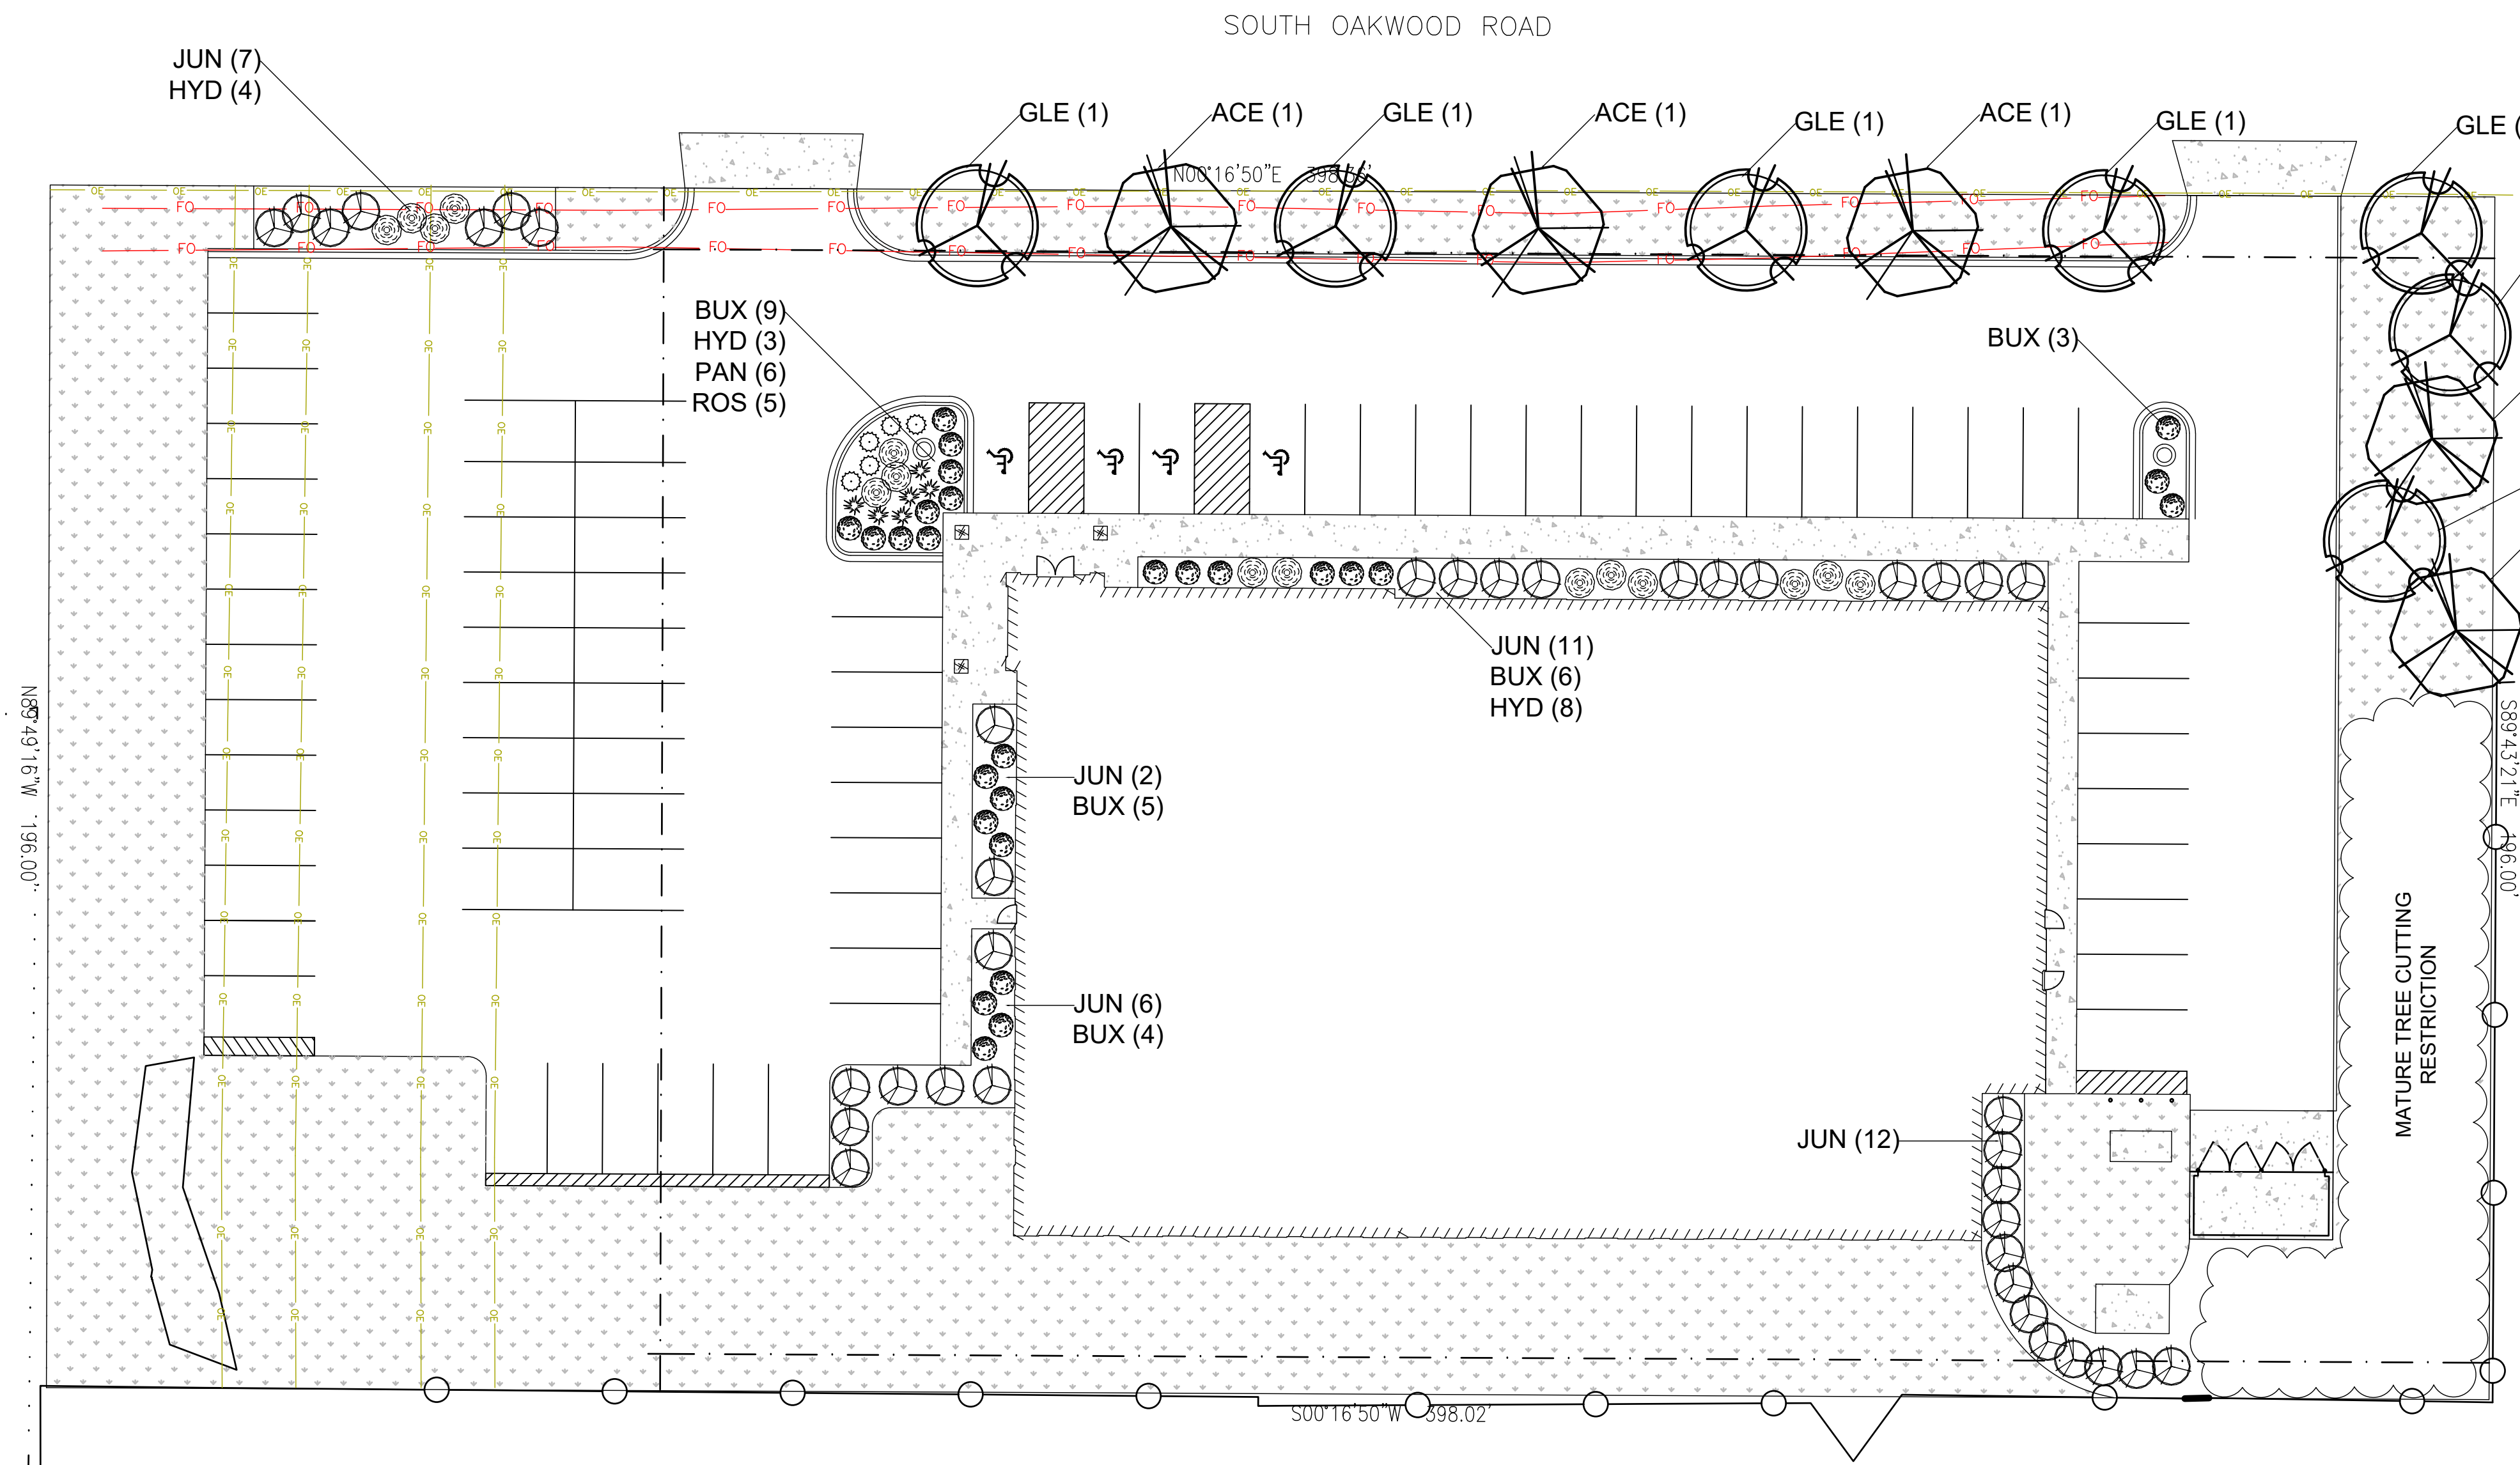 SOUTH OAKWOOD ROAD
JUN (7)
HYD (4)
GLE (1)
ACE (1)
GLE (1)
ACE (1)
GLE (1)
ACE (1)
GLE (1)
GLE (
N00°16'50"E
BUX (9)
HYD (3)
PAN (6)
ROS (5)
BUX (3)
JUN (11)
BUX (6)
HYD (8)
JUN (2)
BUX (5)
JUN (6)
BUX (4)
JUN (12)
MATURE TREE CUTTING
RESTRICTION
N89°49'16"W 196.00'
S89°43'21"E 196.00'
S00°16'50"W 398.02'
OE
FO